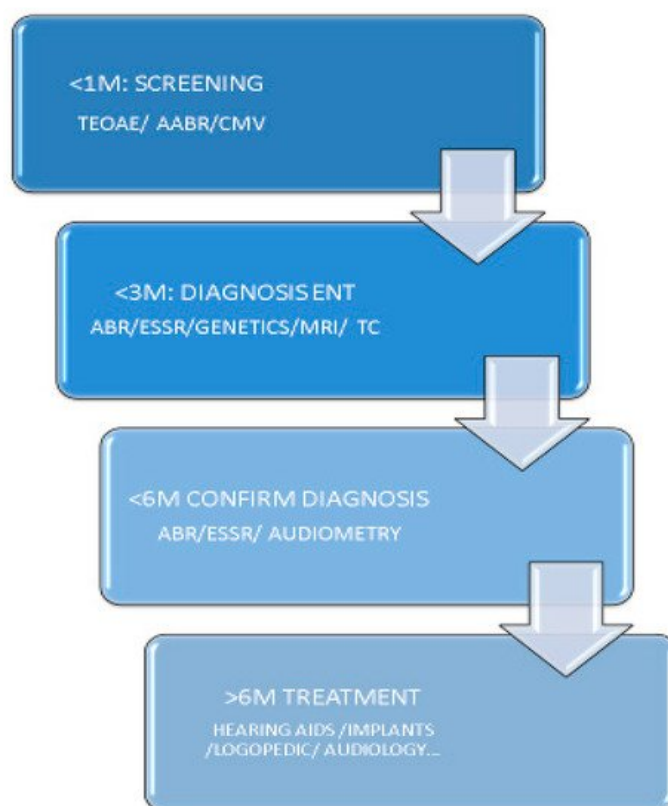 <1M: SCREENING
TEOAE/ AABR/CMV
<3M: DIAGNOSIS ENT
ABR/ESSR/GENETICS/MRI/ TC
<6M CONFIRM DIAGNOSIS
ABR/ESSR/ AUDIOMETRY
>6M TREATMENT
HEARING AIDS /IMPLANTS
/LOGOPEDIC/ AUDIOLOGY...